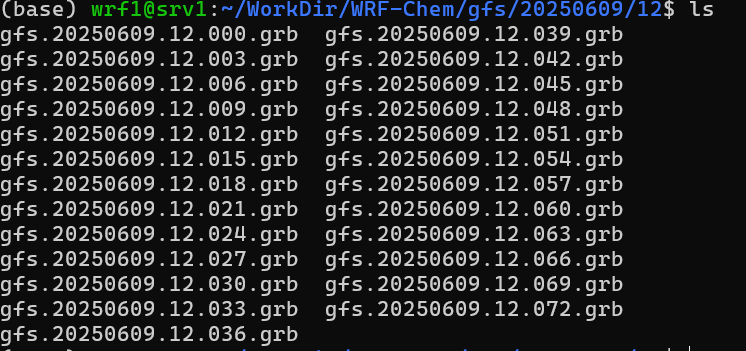 (base) wrf1@srv1:~/WorkDir/WRF-Chem/gfs/20250609/12$ ls
gfs.20250609.12.000.grb  gfs.20250609.12.039.grb
gfs.20250609.12.003.grb  gfs.20250609.12.042.grb
gfs.20250609.12.006.grb  gfs.20250609.12.045.grb
gfs.20250609.12.009.grb  gfs.20250609.12.048.grb
gfs.20250609.12.012.grb  gfs.20250609.12.051.grb
gfs.20250609.12.015.grb  gfs.20250609.12.054.grb
gfs.20250609.12.018.grb  gfs.20250609.12.057.grb
gfs.20250609.12.021.grb  gfs.20250609.12.060.grb
gfs.20250609.12.024.grb  gfs.20250609.12.063.grb
gfs.20250609.12.027.grb  gfs.20250609.12.066.grb
gfs.20250609.12.030.grb  gfs.20250609.12.069.grb
gfs.20250609.12.033.grb  gfs.20250609.12.072.grb
gfs.20250609.12.036.grb